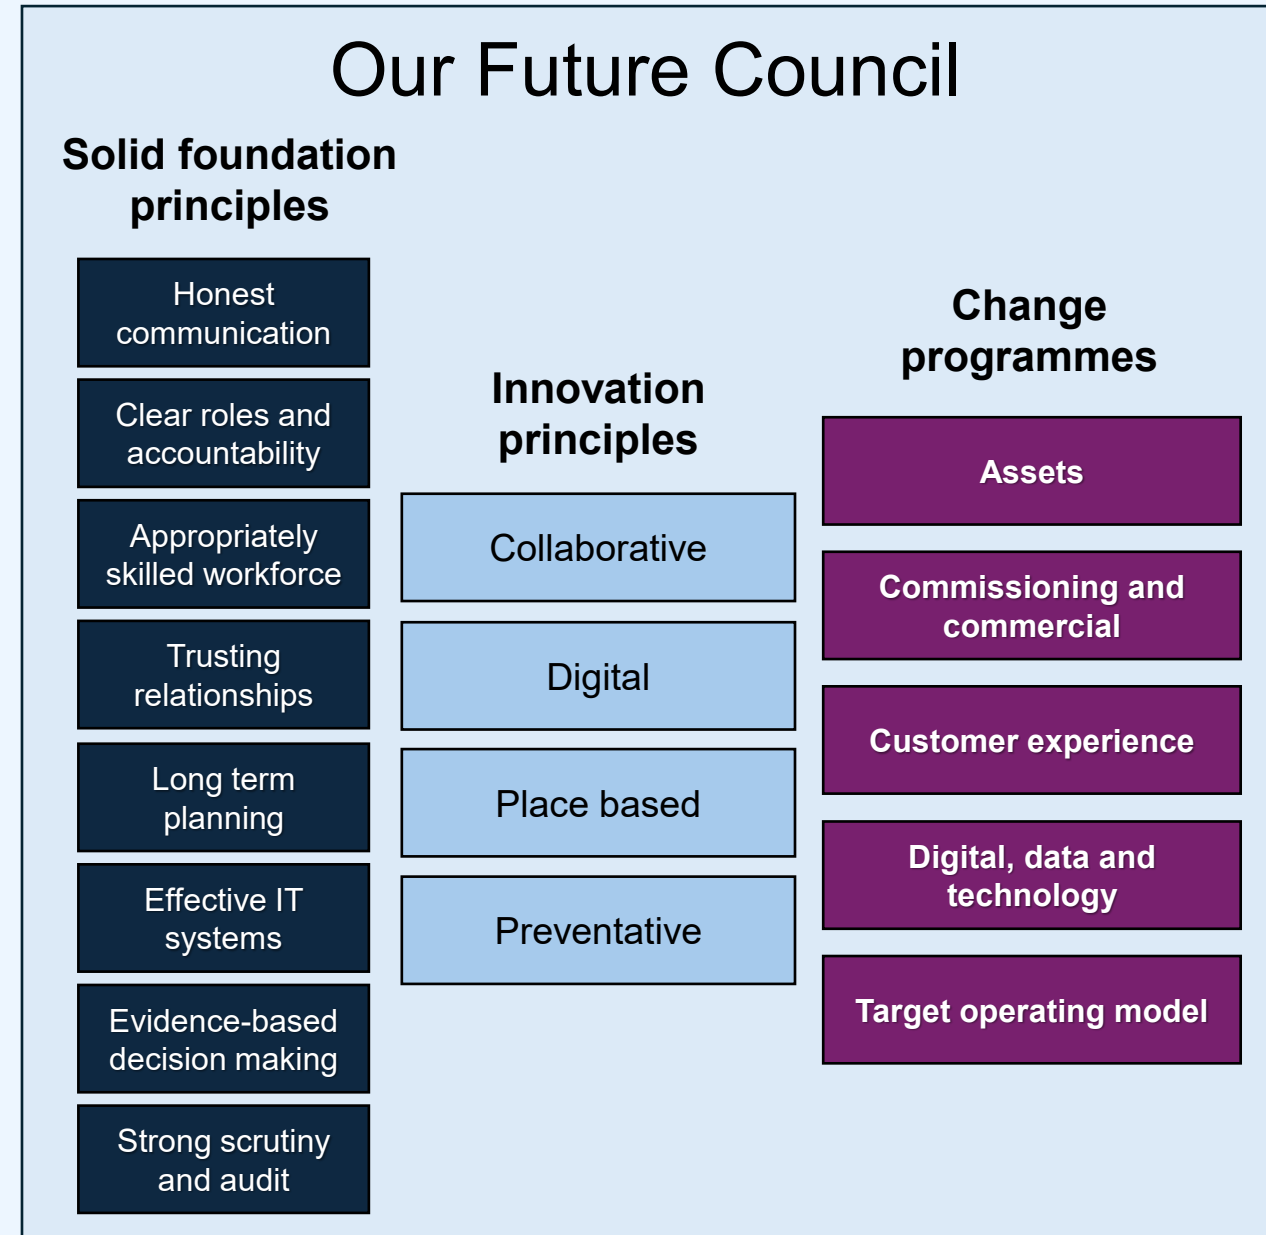 Our Future Council
Solid foundation
principles
Honest
communication
Clear roles and
accountability
Appropriately
skilled workforce
Trusting
relationships
Long term
planning
Effective IT
systems
Evidence-based
decision making
Strong scrutiny
and audit
Innovation
principles
Collaborative
Digital
Place based
Preventative
Change
programmes
Assets
Commissioning and
commercial
Customer experience
Digital, data and
technology
Target operating model